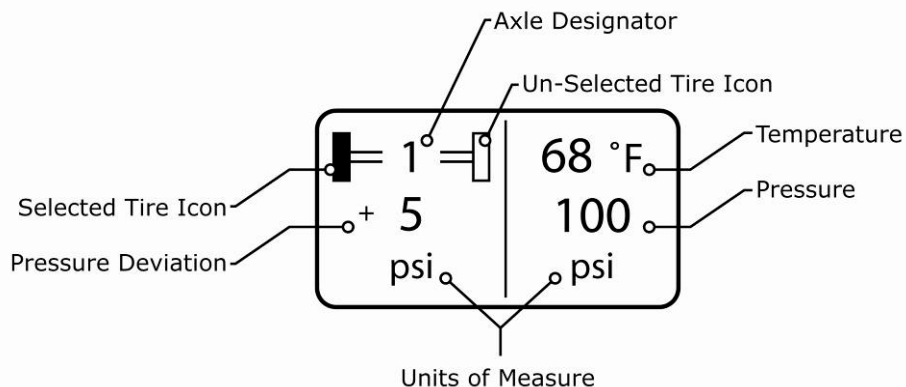 Axle Designator
Un-Selected Tire Icon
1
68 °F
Temperature
Selected Tire Icon
+ 5
100
Pressure
Pressure Deviation
psi
psi
Units of Measure